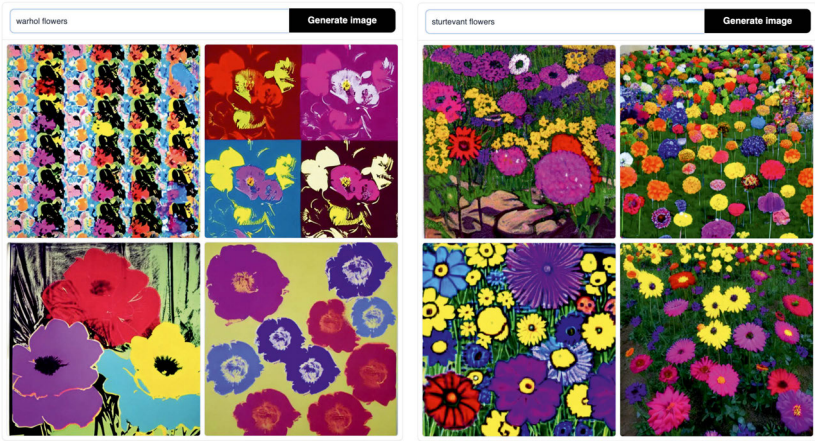 warhol flowers
Generate image
sturtevant flowers
Generate image